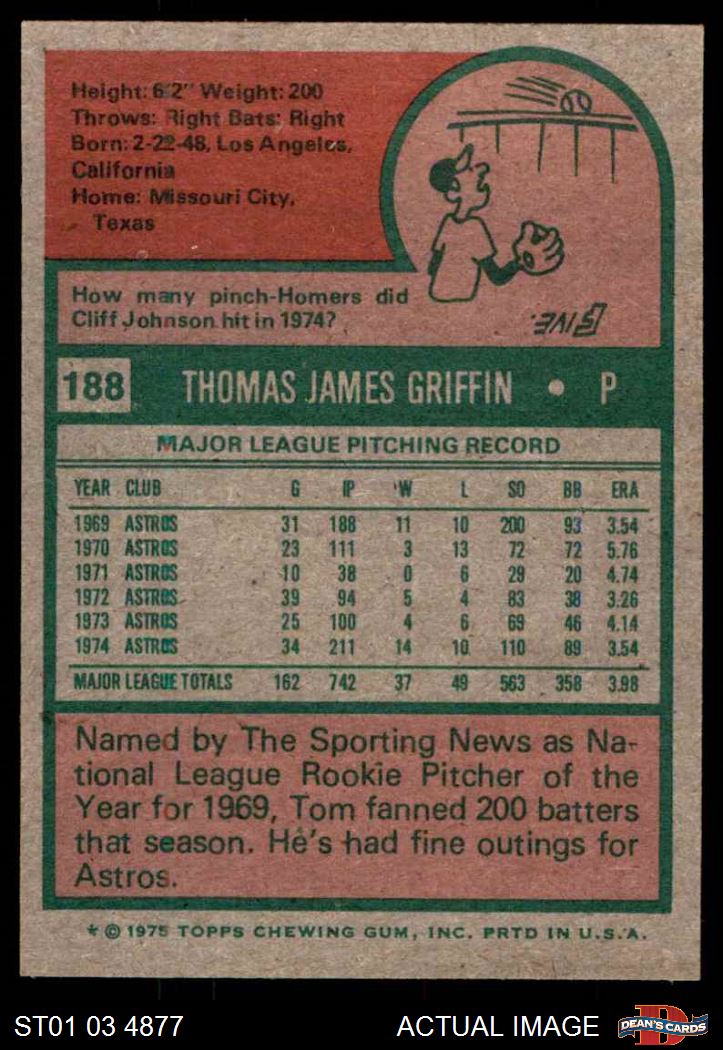 Height: 6'2" Weight: 200
Throws: Right Bats: Right
Born: 2-22-48, Los Angeles,
California
Home: Missouri City,
Texas
How many pinch-Homers did
Cliff Johnson hit in 1974?
FIVE.
188 THOMAS JAMES GRIFFIN • P
MAJOR LEAGUE PITCHING RECORD
YEAR CLUB G IP W L SO BB ERA
1969 ASTROS 31 188 11 10 200 93 3.54
1970 ASTROS 23 111 3 13 72 72 5.76
1971 ASTROS 10 38 0 6 29 20 4.74
1972 ASTROS 39 94 5 4 83 38 3.26
1973 ASTROS 25 100 4 6 69 46 4.14
1974 ASTROS 34 211 14 10 110 89 3.54
MAJOR LEAGUE TOTALS 162 742 37 49 563 358 3.98
Named by The Sporting News as Na-
tional League Rookie Pitcher of the
Year for 1969, Tom fanned 200 batters
that season. He's had fine outings for
Astros.
* © 1975 TOPPS CHEWING GUM, INC. PRTD IN U.S.A.
ST01 03 4877 ACTUAL IMAGE D DEAN'S CARDS